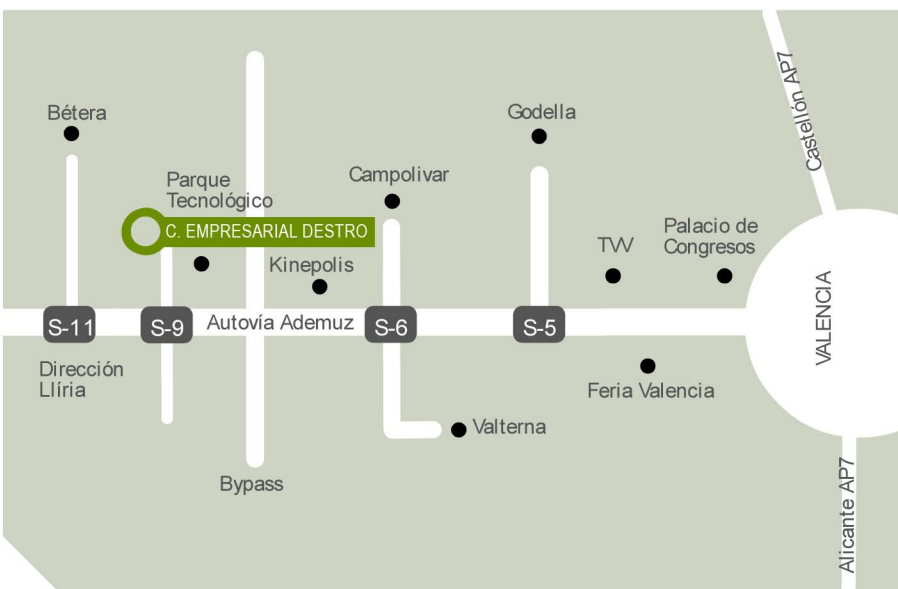 Castellón AP7
Bétera
Godella
Parque
Tecnológico
Campolivar
C. EMPRESARIAL DESTRO
Kinepolis
TVV
Palacio de
Congresos
S-11
S-9
Autovía Ademuz
S-6
S-5
VALENCIA
Dirección
Llíria
Feria Valencia
Valterna
Bypass
Alicante AP7